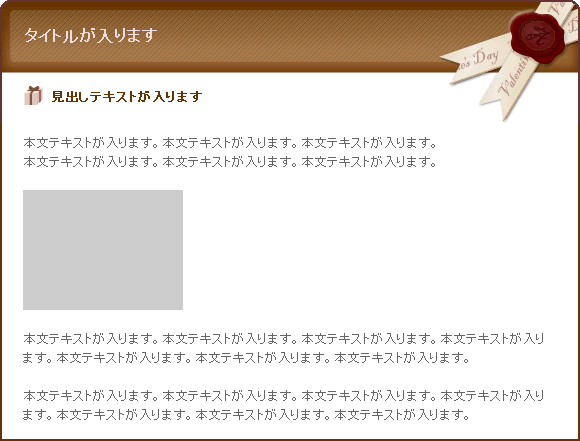 タイトルが入ります
e's Day
Valentin
見出しテキストが入ります
本文テキストが入ります。本文テキストが入ります。本文テキストが入ります。
本文テキストが入ります。本文テキストが入ります。本文テキストが入ります。
本文テキストが入ります。本文テキストが入ります。本文テキストが入ります。本文テキストが入り
ます。本文テキストが入ります。本文テキストが入ります。本文テキストが入ります。
本文テキストが入ります。本文テキストが入ります。本文テキストが入ります。本文テキストが入り
ます。本文テキストが入ります。本文テキストが入ります。本文テキストが入ります。